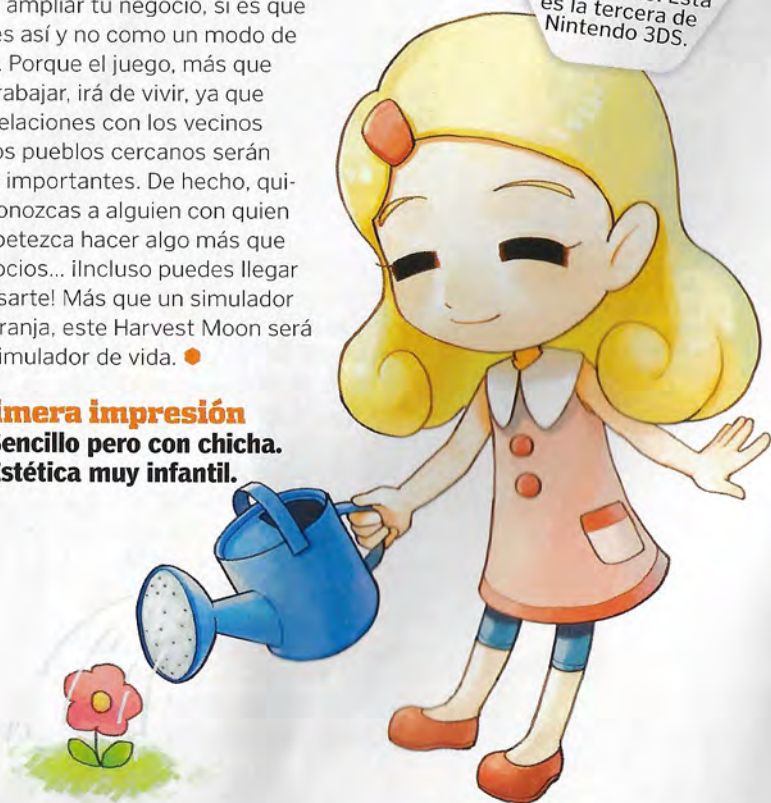 ampliar tu negocio, si es que
es así y no como un modo de
. Porque el juego, más que
rabajar, irá de vivir, ya que
elaciones con los vecinos
os pueblos cercanos serán
importantes. De hecho, qui-
onozcas a alguien con quien
petezca hacer algo más que
ocios... ¡Incluso puedes llegar
sarte! Más que un simulador
ranja, este Harvest Moon será
simulador de vida.
imera impresión
Sencillo pero con chicha.
Estética muy infantil.
es la tercera de
Nintendo 3DS.